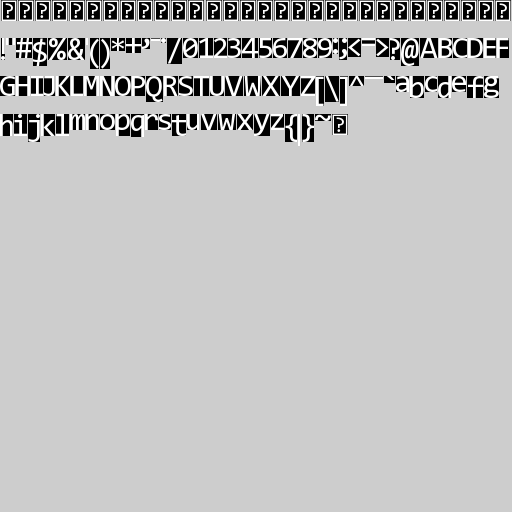 !"#$%&'()*+,-./0123456789:;<=>?@ABCDEF
GHIJKLMNOPQRSTUVWXYZ[\]^_`abcdefg
hijklmnopqrstuvwxyz{|}~